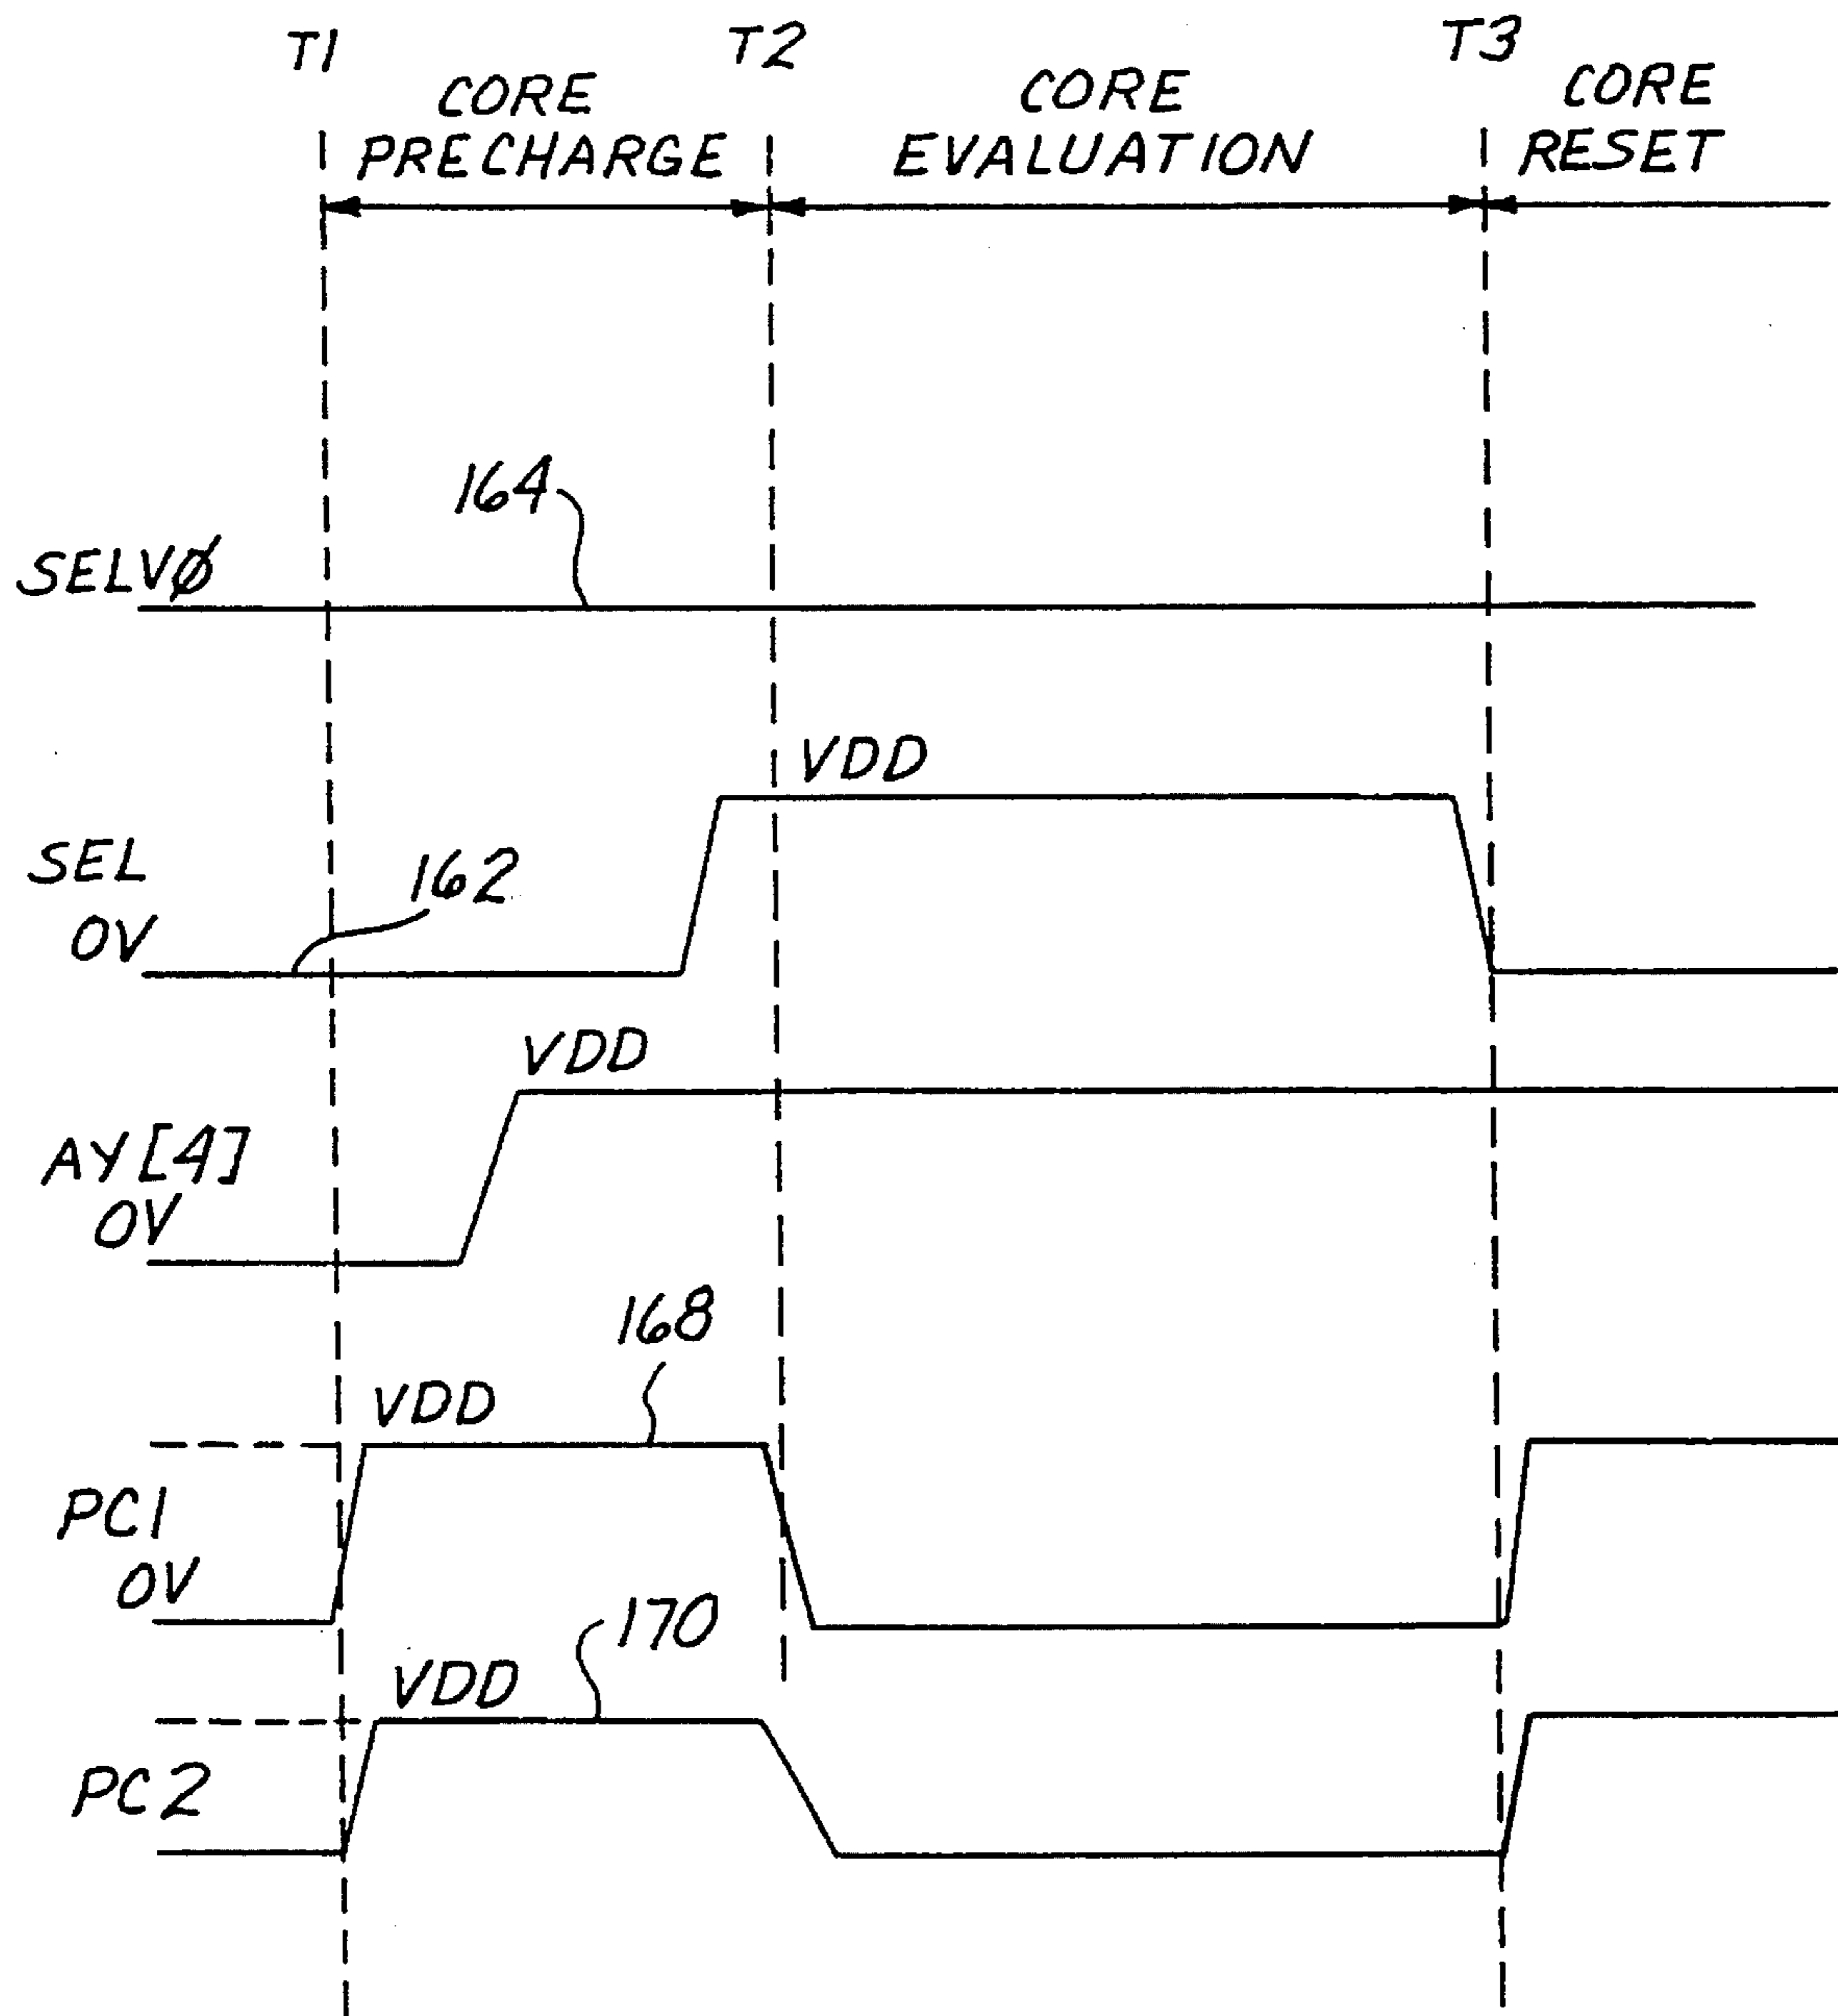 T1
T2
T3
CORE
PRECHARGE
CORE
EVALUATION
CORE
RESET
164
SELVØ
VDD
SEL
162
0V
VDD
AY[4]
0V
168
VDD
PC1
0V
170
VDD
PC2